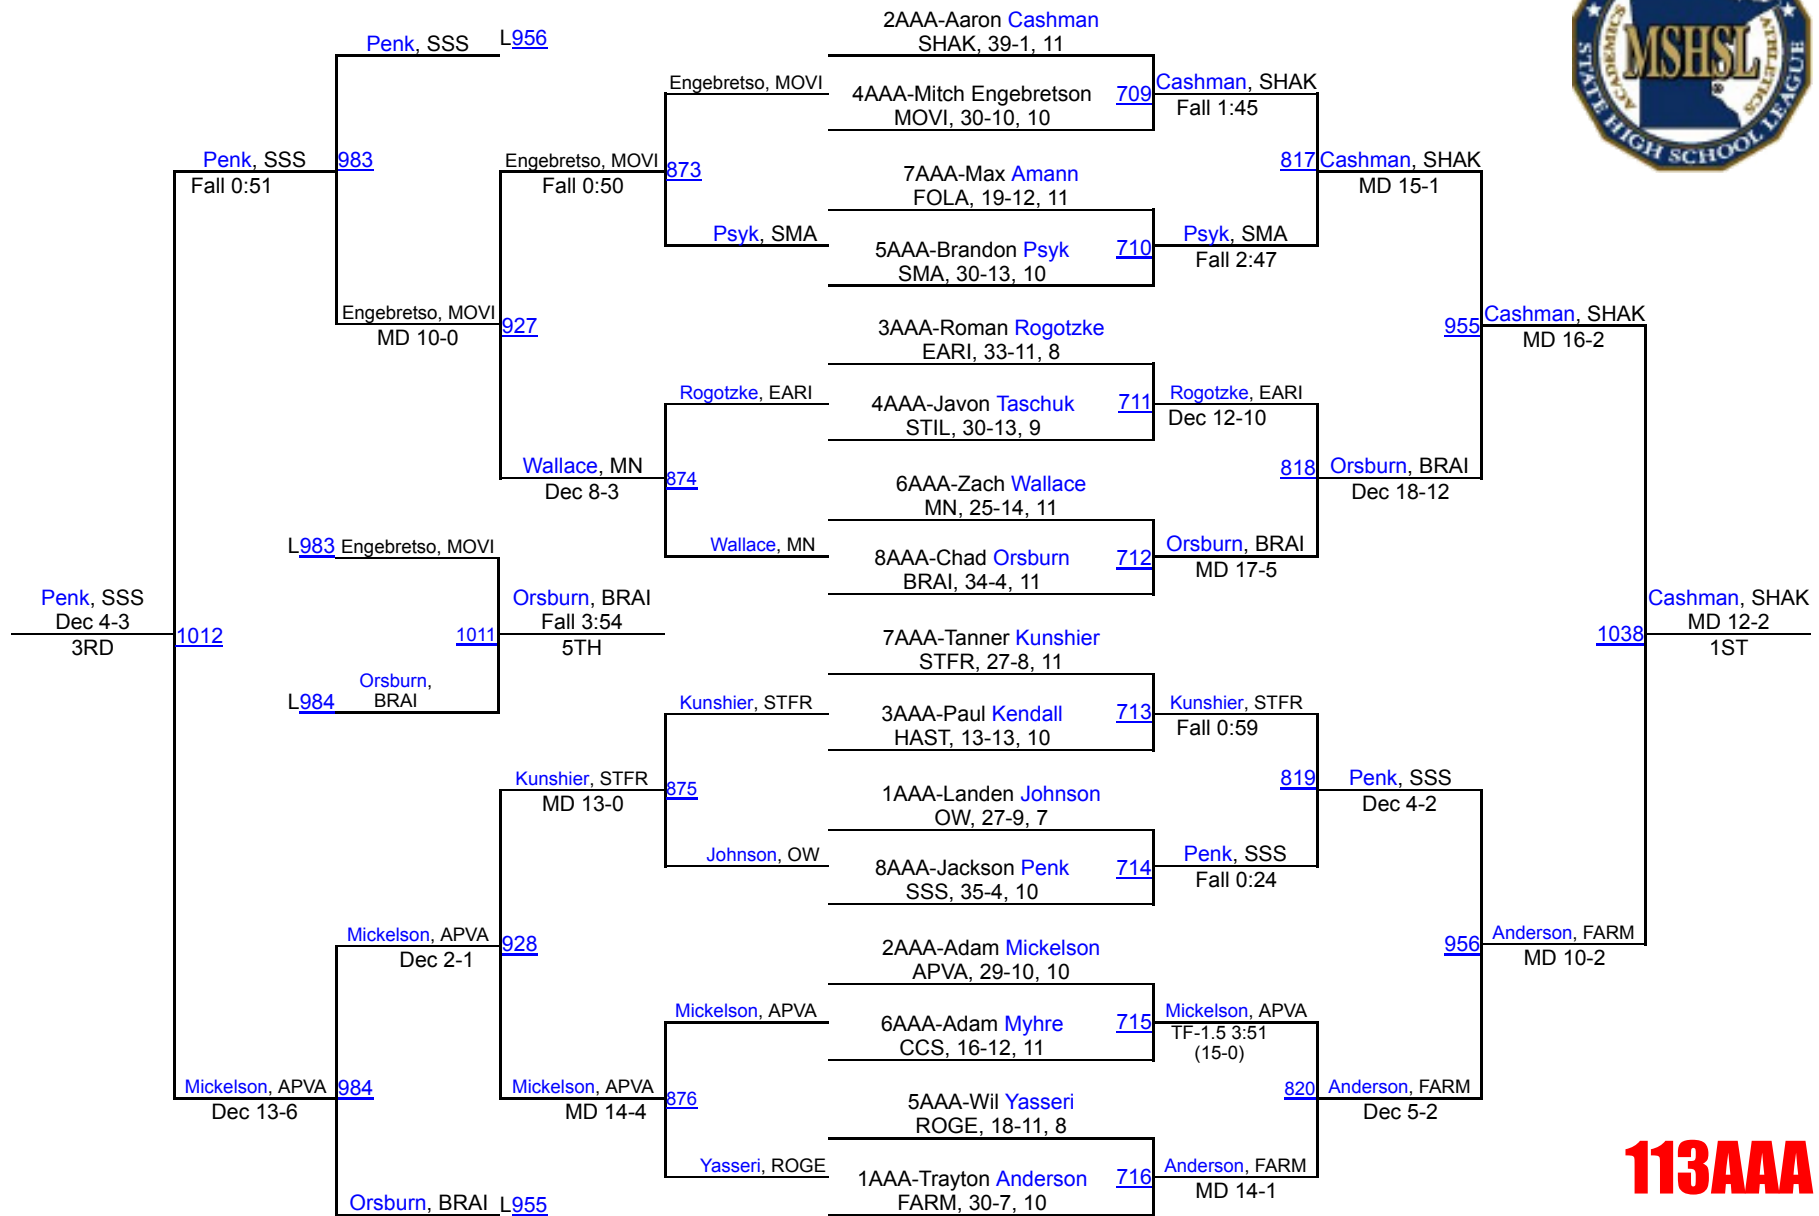 Penk, SSS
L956
Penk, SSS
Fall 0:51
983
Engebretso, MOVI
MD 10-0
927
Engebretso, MOVI
Fall 0:50
873
Engebretso, MOVI
Psyk, SMA
Wallace, MN
Dec 8-3
874
Rogotzke, EARI
Wallace, MN
L983 Engebretso, MOVI
Penk, SSS
Dec 4-3
3RD
1012
1011
Orsburn, BRAI
Fall 3:54
5TH
L984
Orsburn,
BRAI
Kunshier, STFR
MD 13-0
875
Kunshier, STFR
Johnson, OW
Mickelson, APVA
Dec 2-1
928
Mickelson, APVA
Dec 13-6
984
Mickelson, APVA
MD 14-4
876
Mickelson, APVA
Yasseri, ROGE
Orsburn, BRAI
L955
2AAA-Aaron Cashman
SHAK, 39-1, 11
4AAA-Mitch Engebretson
MOVI, 30-10, 10
709
7AAA-Max Amann
FOLA, 19-12, 11
5AAA-Brandon Psyk
SMA, 30-13, 10
710
3AAA-Roman Rogotzke
EARI, 33-11, 8
4AAA-Javon Taschuk
STIL, 30-13, 9
711
6AAA-Zach Wallace
MN, 25-14, 11
8AAA-Chad Orsburn
BRAI, 34-4, 11
712
7AAA-Tanner Kunshier
STFR, 27-8, 11
3AAA-Paul Kendall
HAST, 13-13, 10
713
1AAA-Landen Johnson
OW, 27-9, 7
8AAA-Jackson Penk
SSS, 35-4, 10
714
2AAA-Adam Mickelson
APVA, 29-10, 10
6AAA-Adam Myhre
CCS, 16-12, 11
715
5AAA-Wil Yasseri
ROGE, 18-11, 8
1AAA-Trayton Anderson
FARM, 30-7, 10
716
Cashman, SHAK
Fall 1:45
Psyk, SMA
Fall 2:47
Rogotzke, EARI
Dec 12-10
Orsburn, BRAI
MD 17-5
Kunshier, STFR
Fall 0:59
Penk, SSS
Fall 0:24
Mickelson, APVA
TF-1.5 3:51
(15-0)
Anderson, FARM
MD 14-1
817 Cashman, SHAK
MD 15-1
818 Orsburn, BRAI
Dec 18-12
819 Penk, SSS
Dec 4-2
820 Anderson, FARM
Dec 5-2
955
Cashman, SHAK
MD 16-2
956
Anderson, FARM
MD 10-2
1038
Cashman, SHAK
MD 12-2
1ST
MSHSL
ACADEMICS
ATHLETICS
STATE HIGH SCHOOL LEAGUE
113AAA